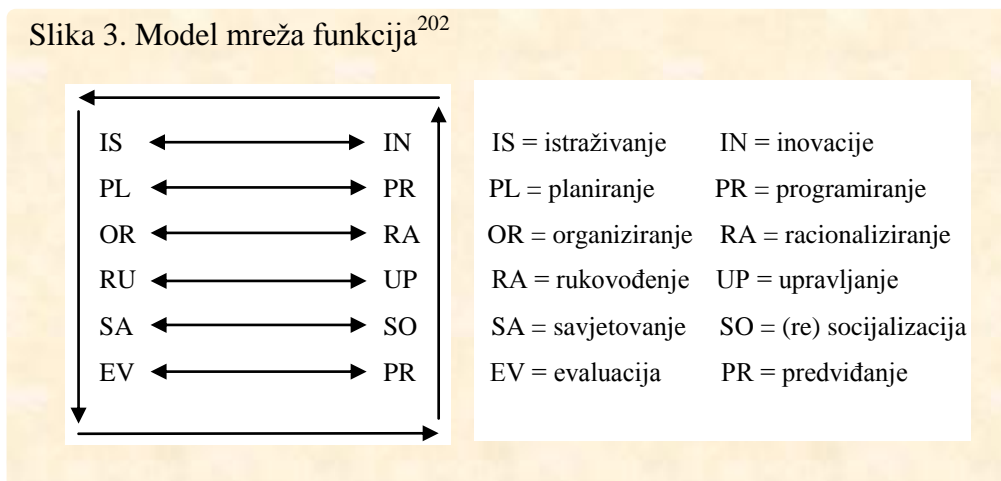 Slika 3. Model mreža funkcija202
IS IN
PL PR
OR RA
RU UP
SA SO
EV PR
IS = istraživanje IN = inovacije
PL = planiranje PR = programiranje
OR = organiziranje RA = racionaliziranje
RA = rukovođenje UP = upravljanje
SA = savjetovanje SO = (re) socijalizacija
EV = evaluacija PR = predviđanje